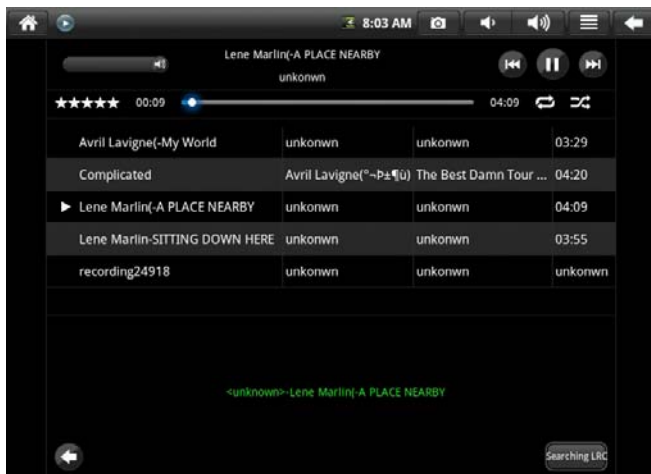 8:03 AM
Lene Marlin(-A PLACE NEARBY
unkonwn
★★★★★ 00:09 04:09
Avril Lavigne(-My World unkonwn unkonwn 03:29
Complicated Avril Lavigne(°¬Þ±¶ù) The Best Damn Tour ... 04:20
Lene Marlin(-A PLACE NEARBY unkonwn unkonwn 04:09
Lene Marlin-SITTING DOWN HERE unkonwn unkonwn 03:55
recording24918 unkonwn unkonwn unkonwn
<unknown>-Lene Marlin(-A PLACE NEARBY
Searching LRC